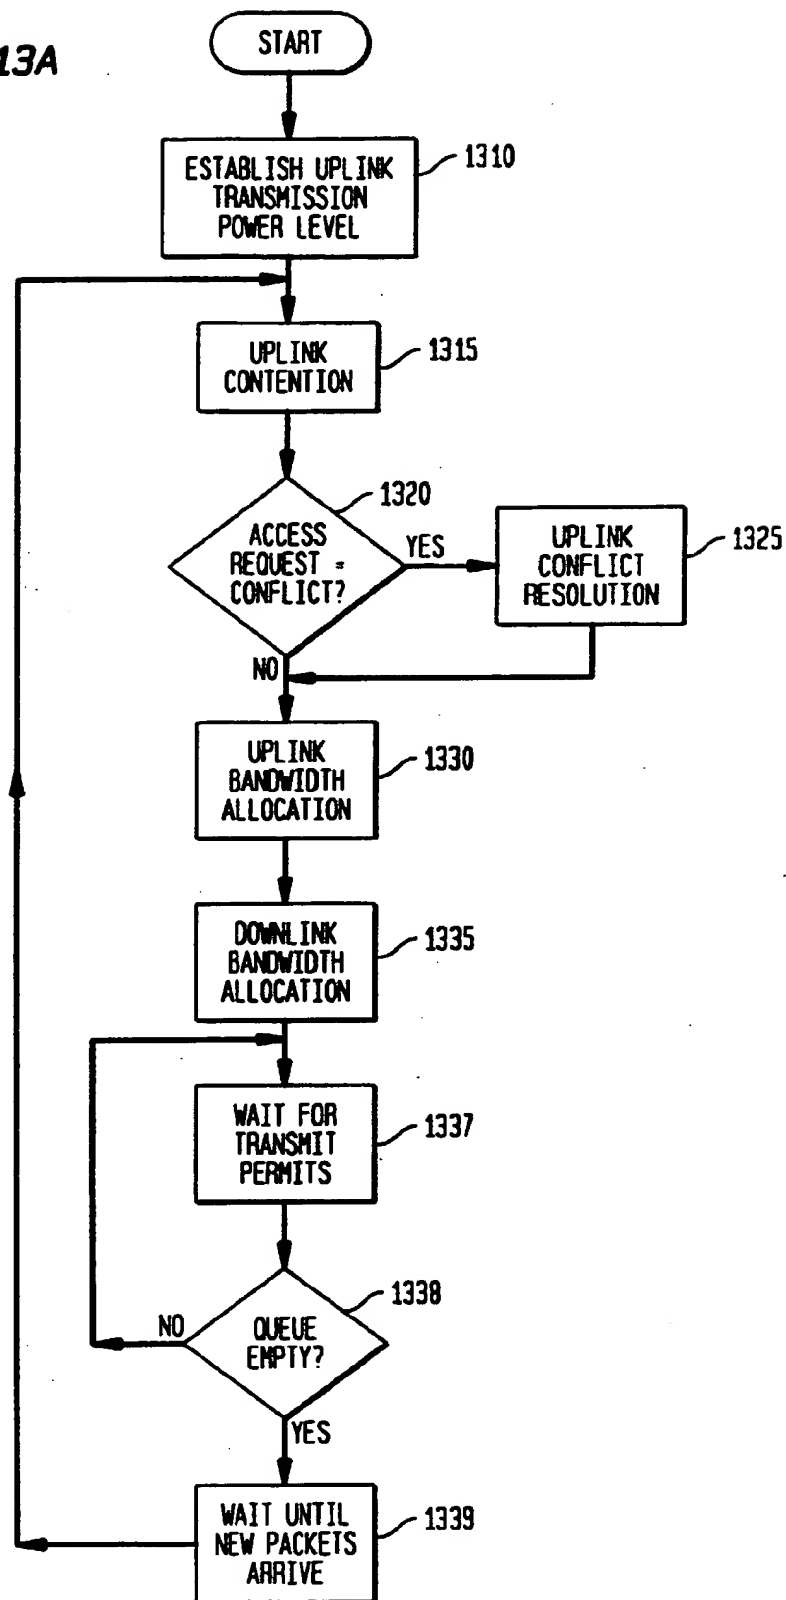 13A
START
ESTABLISH UPLINK
TRANSMISSION
POWER LEVEL
1310
UPLINK
CONTENTION
1315
ACCESS
REQUEST =
CONFLICT?
1320
YES
UPLINK
CONFLICT
RESOLUTION
1325
NO
UPLINK
BANDWIDTH
ALLOCATION
1330
DOWNLINK
BANDWIDTH
ALLOCATION
1335
WAIT FOR
TRANSMIT
PERMITS
1337
QUEUE
EMPTY?
1338
NO
YES
WAIT UNTIL
NEW PACKETS
ARRIVE
1339